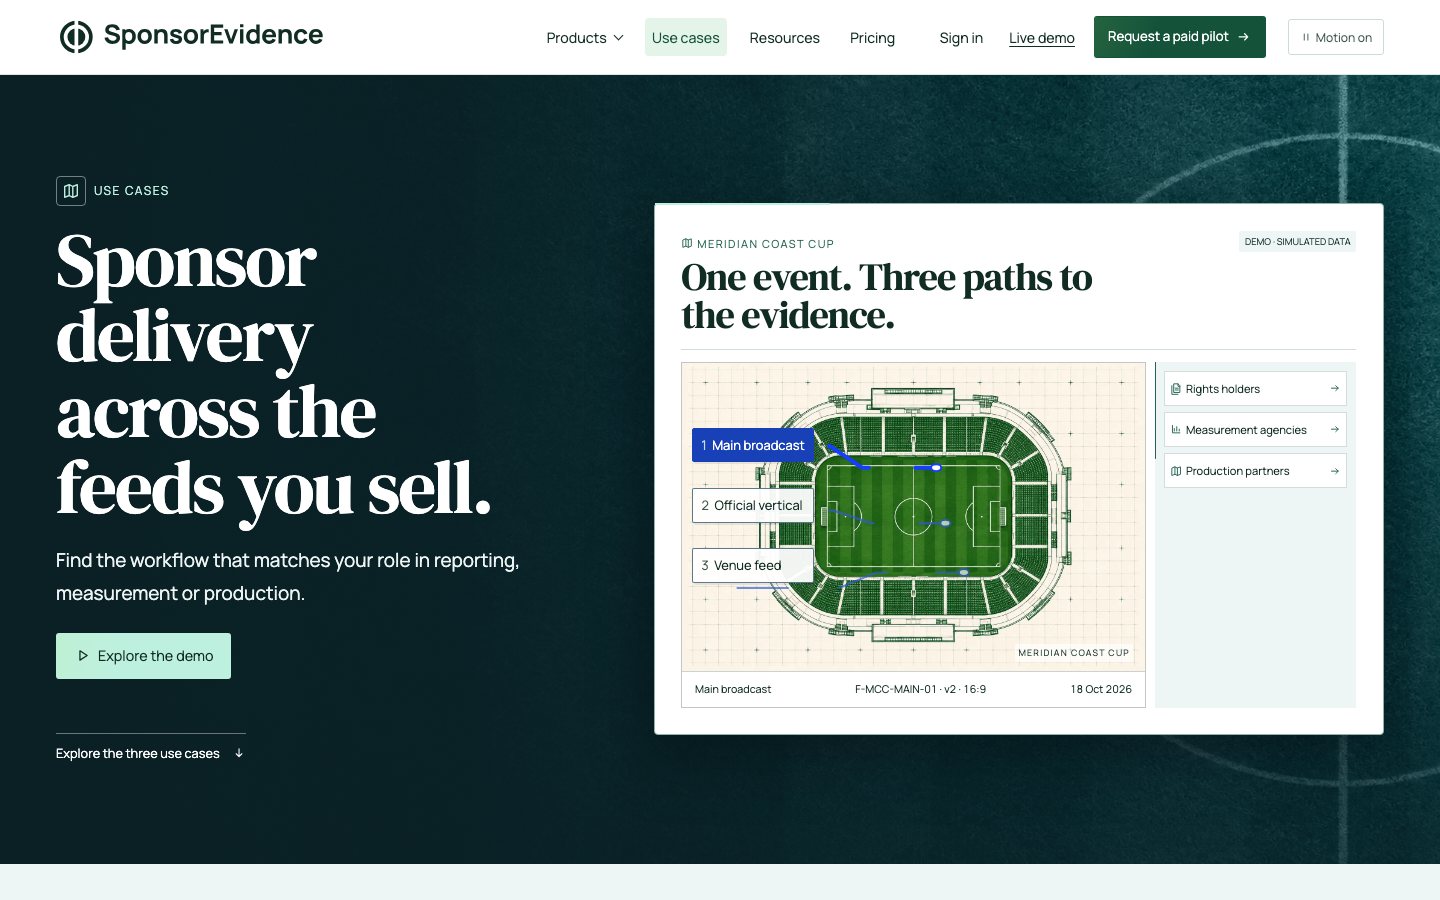 SponsorEvidence
Products
Use cases
Resources
Pricing
Sign in
Live demo
Request a paid pilot →
Motion on
USE CASES
Sponsor
delivery
across the
feeds you sell.
Find the workflow that matches your role in reporting,
measurement or production.
Explore the demo
Explore the three use cases ↓
MERIDIAN COAST CUP
DEMO · SIMULATED DATA
One event. Three paths to
the evidence.
1 Main broadcast
2 Official vertical
3 Venue feed
MERIDIAN COAST CUP
Main broadcast
F-MCC-MAIN-01 · v2 · 16:9
18 Oct 2026
Rights holders →
Measurement agencies →
Production partners →